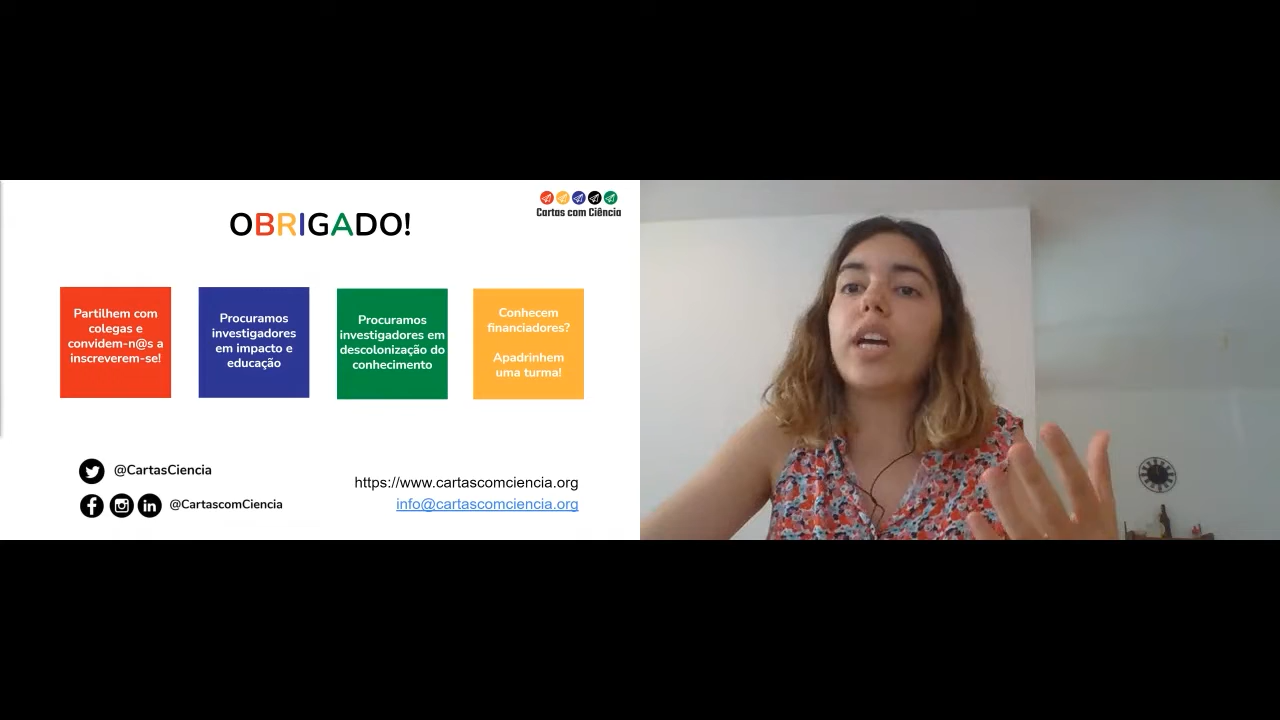 Cartas com Ciência
OBRIGADO!
Partilhem com
colegas e
convidem-n@s a
inscreverem-se!
Procuramos
investigadores
em impacto e
educação
Procuramos
investigadores em
descolonização do
conhecimento
Conhecem
financiadores?
Apadrinhem
uma turma!
@CartasCiencia
@CartascomCiencia
https://www.cartascomciencia.org
info@cartascomciencia.org